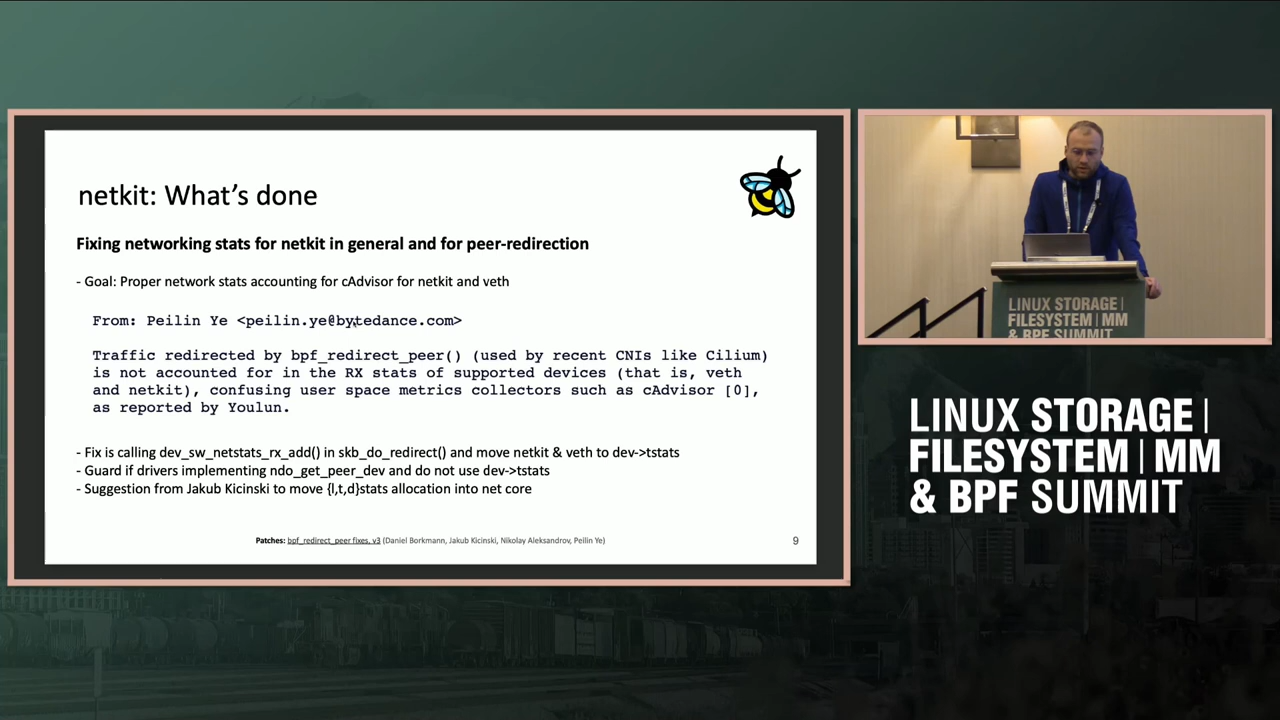 netkit: What's done
Fixing networking stats for netkit in general and for peer-redirection
- Goal: Proper network stats accounting for cAdvisor for netkit and veth
From: Peilin Ye <peilin.ye@bytedance.com>
Traffic redirected by bpf_redirect_peer() (used by recent CNIs like Cilium)
is not accounted for in the RX stats of supported devices (that is, veth
and netkit), confusing user space metrics collectors such as cAdvisor [0],
as reported by Youlun.
- Fix is calling dev_sw_netstats_rx_add() in skb_do_redirect() and move netkit & veth to dev->tstats
- Guard if drivers implementing ndo_get_peer_dev and do not use dev->tstats
- Suggestion from Jakub Kicinski to move {l,t,d}stats allocation into net core
Patches: bpf_redirect_peer fixes, v3 (Daniel Borkmann, Jakub Kicinski, Nikolay Aleksandrov, Peilin Ye)
9
LINUX STORAGE |
FILESYSTEM | MM
& BPF SUMMIT
LINUX STORAGE |
FILESYSTEM | MM
& BPF SUMMIT